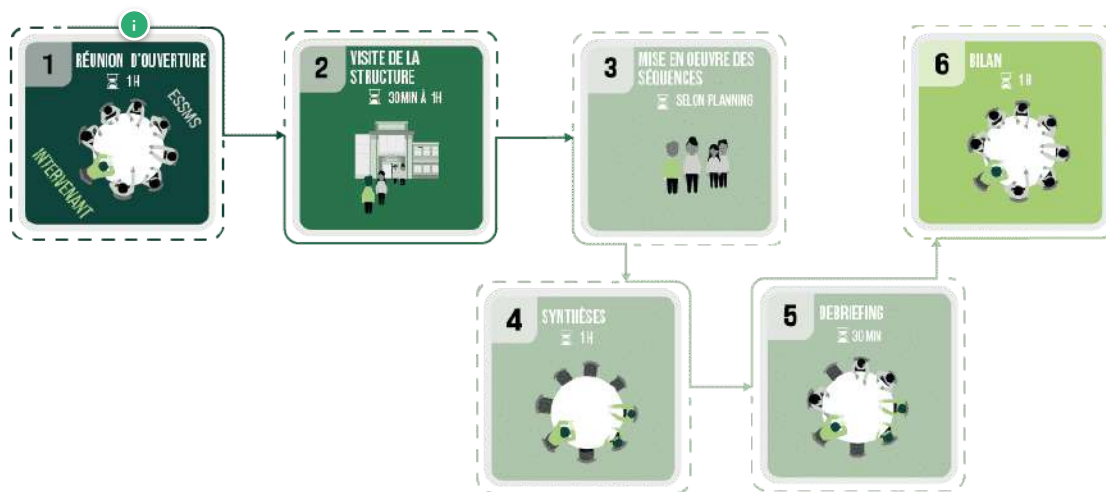 i
1
RÉUNION D'OUVERTURE
1H
ESSMS
INTERVENANT
2
VISITE DE LA
STRUCTURE
30MIN À 1H
3
MISE EN OEUVRE DES
SÉQUENCES
SELON PLANNING
4
SYNTHÈSES
1H
5
DEBRIEFING
30 MIN
6
BILAN
1H